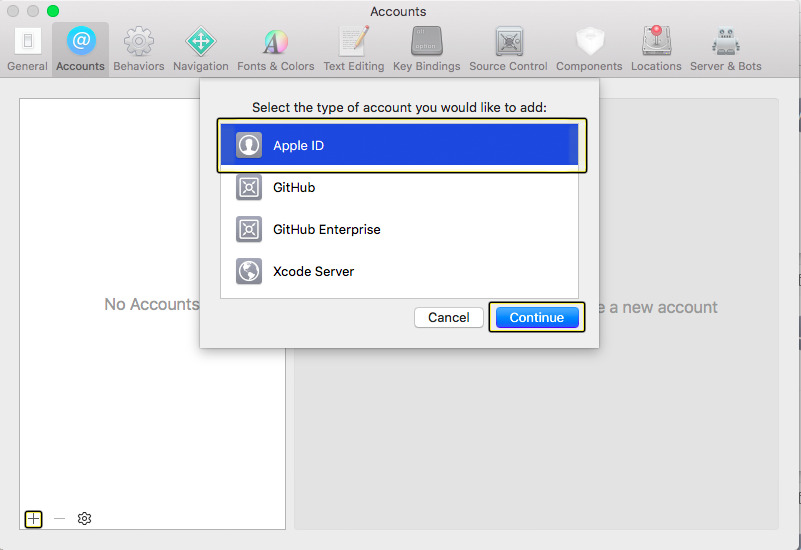 Accounts
General Accounts Behaviors Navigation Fonts & Colors Text Editing Key Bindings Source Control Components Locations Server & Bots
Select the type of account you would like to add:
Apple ID
GitHub
GitHub Enterprise
Xcode Server
No Accounts
a new account
Cancel Continue